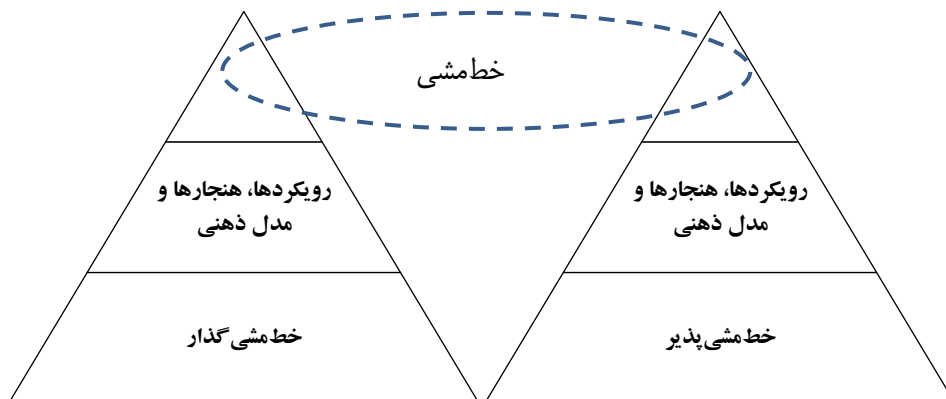 خط‌مشی
رویکردها، هنجارها و
مدل ذهنی
رویکردها، هنجارها و
مدل ذهنی
خط‌مشی‌پذیر
خط‌مشی‌گذار